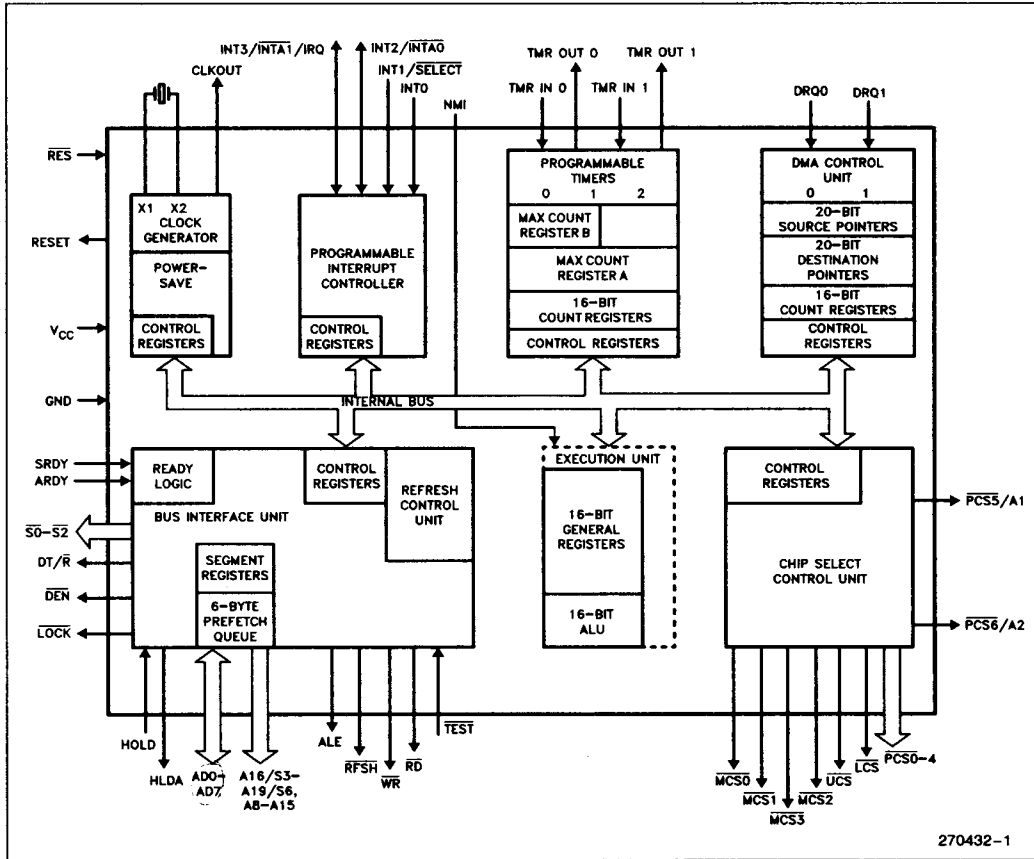 INT3/INTA1/IRQ
INT2/INTA0
INT1/SELECT
INT0
CLKOUT
NMI
TMR OUT 0
TMR OUT 1
TMR IN 0
TMR IN 1
DRQ0
DRQ1
RES
RESET
VCC
GND
X1 X2
CLOCK
GENERATOR
POWER-
SAVE
CONTROL
REGISTERS
PROGRAMMABLE
INTERRUPT
CONTROLLER
CONTROL
REGISTERS
PROGRAMMABLE
TIMERS
0 1 2
MAX COUNT
REGISTER B
MAX COUNT
REGISTER A
16-BIT
COUNT REGISTERS
CONTROL REGISTERS
DMA CONTROL
UNIT
0 1
20-BIT
SOURCE POINTERS
20-BIT
DESTINATION
POINTERS
16-BIT
COUNT REGISTERS
CONTROL
REGISTERS
INTERNAL BUS
SRDY
ARDY
S0-S2
DT/R
DEN
LOCK
READY
LOGIC
CONTROL
REGISTERS
REFRESH
CONTROL
UNIT
BUS INTERFACE UNIT
SEGMENT
REGISTERS
6-BYTE
PREFETCH
QUEUE
EXECUTION UNIT
16-BIT
GENERAL
REGISTERS
16-BIT
ALU
CONTROL
REGISTERS
CHIP SELECT
CONTROL UNIT
PCS5/A1
PCS6/A2
HOLD
HLDA
AD0-
AD7
A16/S3-
A19/S6,
A8-A15
ALE
RFSH
WR
RD
TEST
MCS0
MCS1
MCS3
MCS2
UCS
LCS
PCS0-4
270432-1